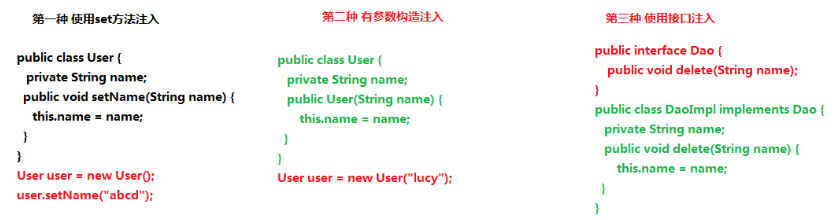 第一种 使用set方法注入
public class User {
private String name;
public void setName(String name) {
this.name = name;
}
}
User user = new User();
user.setName("abcd");
第二种 有参数构造注入
public class User {
private String name;
public User(String name) {
this.name = name;
}
}
User user = new User("lucy");
第三种 使用接口注入
public interface Dao {
public void delete(String name);
}
public class DaoImpl implements Dao {
private String name;
public void delete(String name) {
this.name = name;
}
}